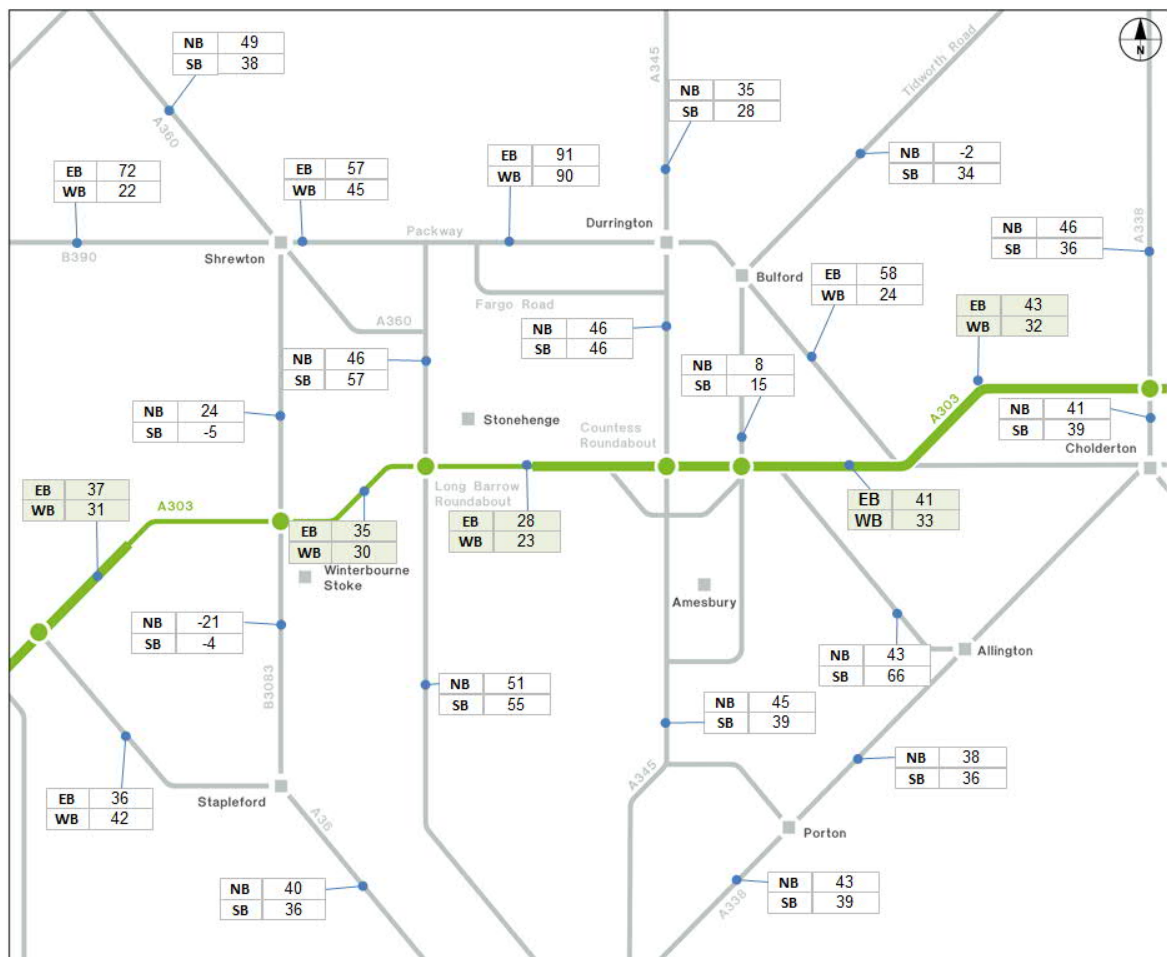 NB 49
SB 38
A345
Tidworth Road
N
NB 35
SB 28
A360
EB 91
WB 90
NB -2
SB 34
EB 72
WB 22
EB 57
WB 45
A338
Durrington
NB 46
SB 36
Packway
B390
Shrewton
Bulford
EB 58
WB 24
Fargo Road
EB 43
WB 32
A360
NB 46
SB 46
NB 46
SB 57
NB 8
SB 15
NB 24
SB -5
A303
NB 41
SB 39
Stonehenge
Countess
Roundabout
Cholderton
EB 37
WB 31
A303
Long Barrow
Roundabout
EB 41
WB 33
EB 28
WB 23
EB 35
WB 30
Winterbourne
Stoke
Amesbury
NB -21
SB -4
Allington
NB 43
SB 66
B3083
NB 51
SB 55
NB 45
SB 39
NB 38
SB 36
A345
EB 36
WB 42
Stapleford
A36
Porton
NB 40
SB 36
NB 43
SB 39
A338